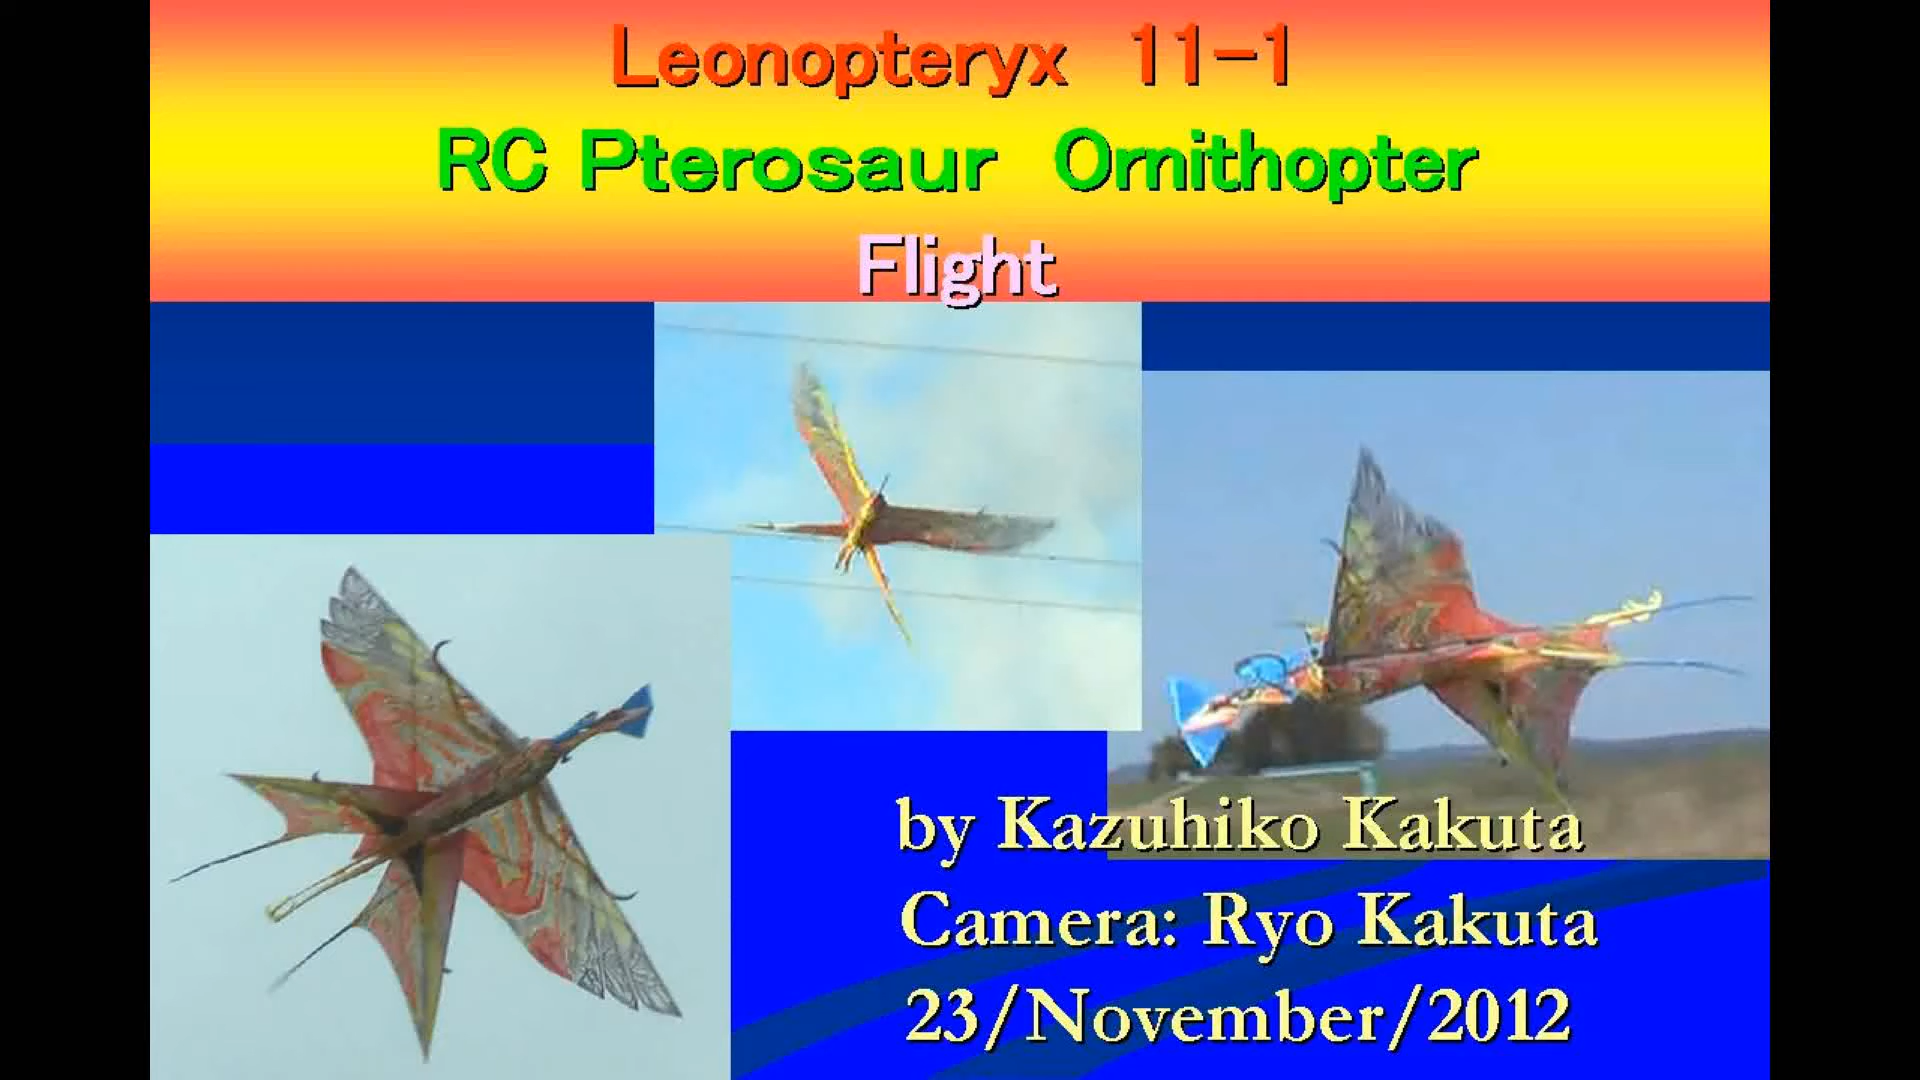 Leonopteryx 11-1
RC Pterosaur Ornithopter
Flight
by Kazuhiko Kakuta
Camera: Ryo Kakuta
23/November/2012